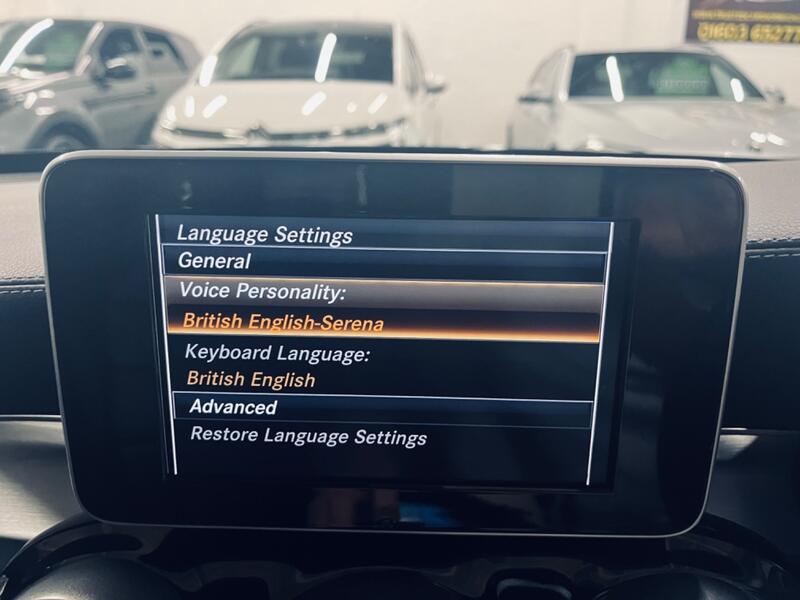 Language Settings
General
Voice Personality:
British English-Serena
Keyboard Language:
British English
Advanced
Restore Language Settings